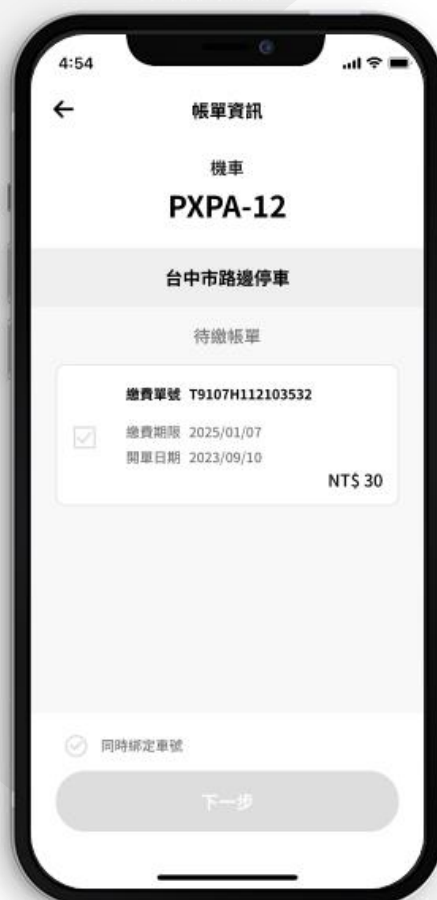 4:54
帳單資訊
機車
PXPA-12
台中市路邊停車
待繳帳單
繳費單號 T9107H112103532
繳費期限 2025/01/07
開單日期 2023/09/10
NT$ 30
同時綁定車號
下一步